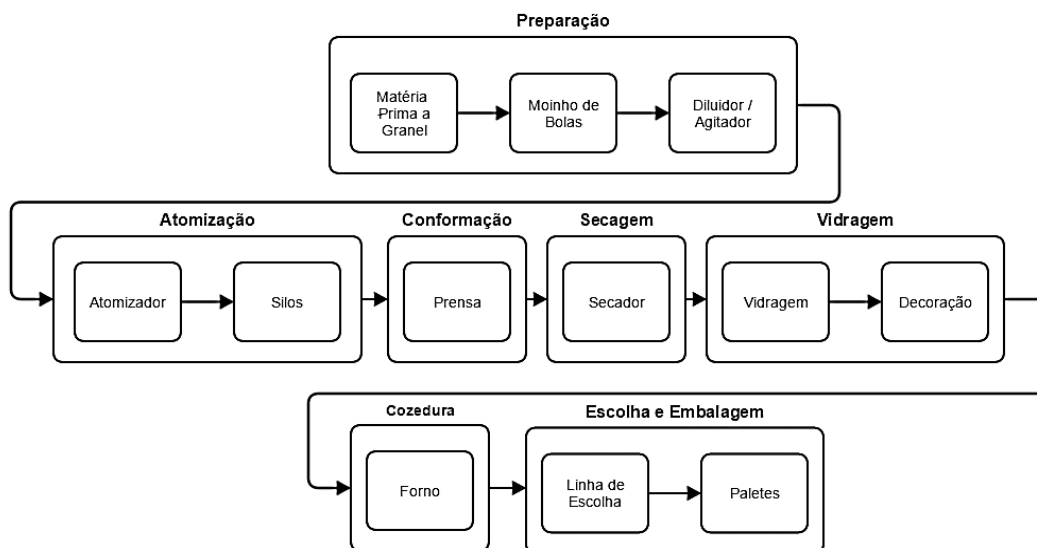 Preparação
Matéria
Prima a
Granel
Moinho de
Bolas
Diluidor /
Agitador
Atomização
Conformação
Secagem
Vidragem
Atomizador
Silos
Prensa
Secador
Vidragem
Decoração
Cozedura
Escolha e Embalagem
Forno
Linha de
Escolha
Paletes